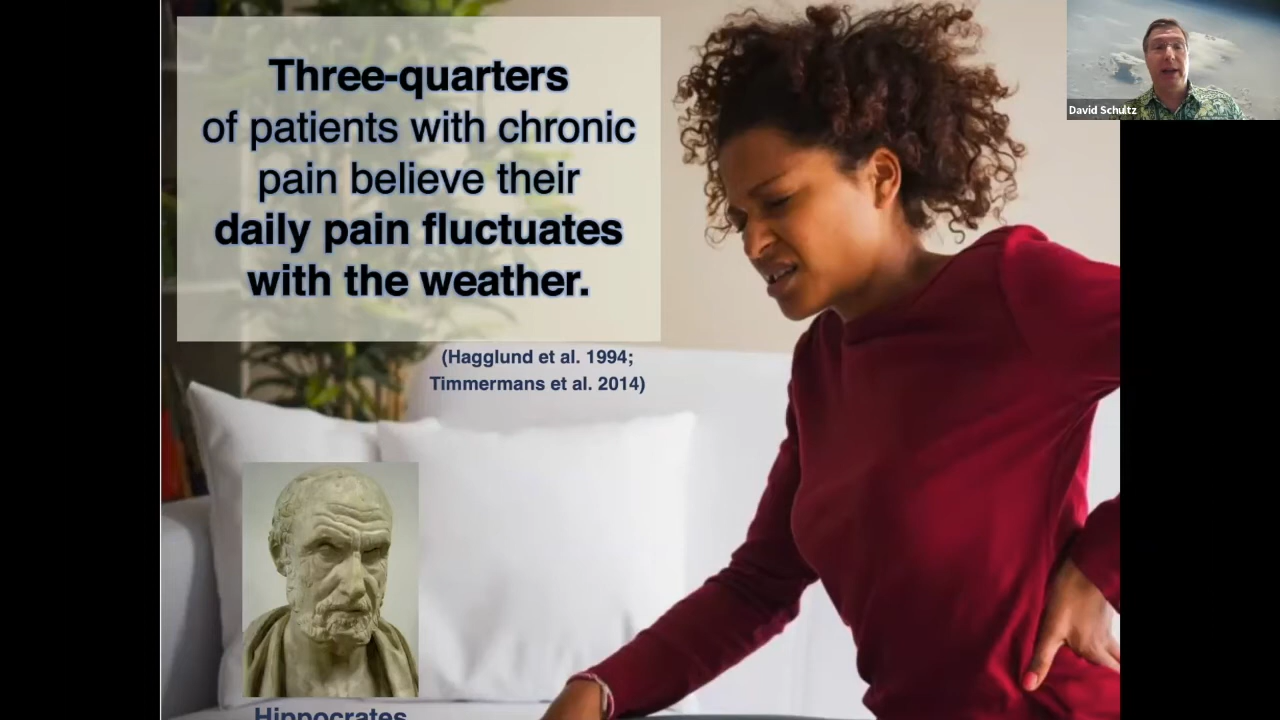 Three-quarters
of patients with chronic
pain believe their
daily pain fluctuates
with the weather.
(Hagglund et al. 1994;
Timmermans et al. 2014)
Hippocrates
David Schultz